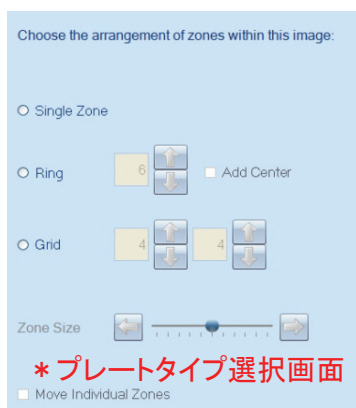 Choose the arrangement of zones within this image:
Single Zone
Ring 6 Add Center
Grid 4 4
Zone Size
*プレートタイプ選択画面
Move Individual Zones